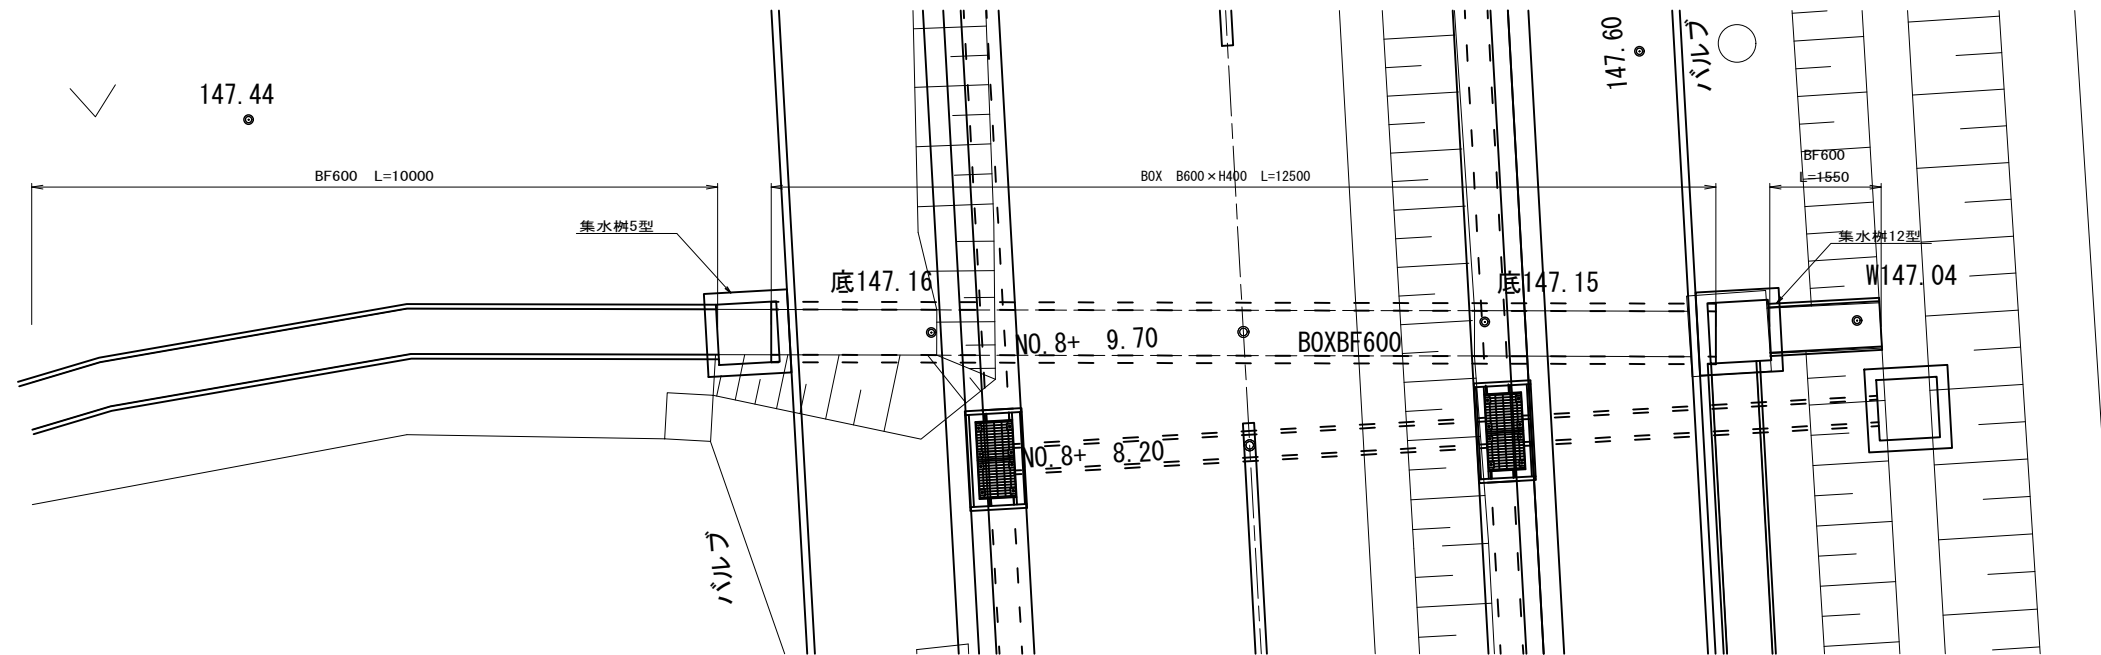 147.60
バルブ
147.44
BF600
BF600 L=10000
BOX B600×H400 L=12500
L=1550
集水桝5型
集水桝12型
底147.16
底147.15
W147.04
NO.8+ 9.70
BOXBF600
NO.8+ 8.20
バルブ